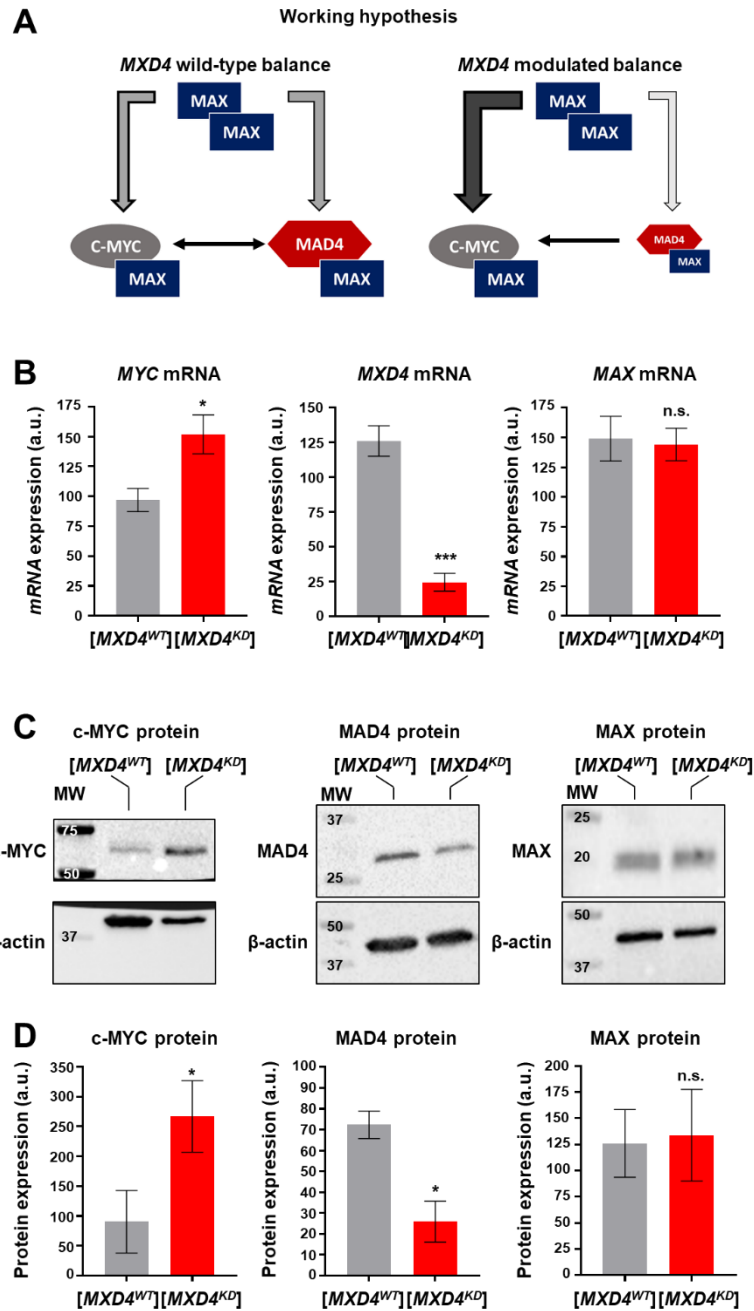 A
Working hypothesis
MXD4 wild-type balance
MXD4 modulated balance
MAX
MAX
MAX
MAX
C-MYC
MAX
MAD4
MAX
C-MYC
MAX
MAD4
MAX
B
MYC mRNA
mRNA expression (a.u.)
175
150
125
100
75
50
25
0
*
[MXD4WT] [MXD4KD]
MXD4 mRNA
mRNA expression (a.u.)
150
125
100
75
50
25
0
***
[MXD4WT] MXD4KD]
MAX mRNA
mRNA expression (a.u.)
175
150
125
100
75
50
25
0
n.s.
[MXD4WT] [MXD4KD]
C
c-MYC protein
[MXD4WT] [MXD4KD]
MW
75
-MYC
50
-actin
37
MAD4 protein
[MXD4WT] [MXD4KD]
MW
37
MAD4
25
50
β-actin
37
MAX protein
[MXD4WT] [MXD4KD]
MW
25
MAX
20
50
β-actin
37
D
c-MYC protein
Protein expression (a.u.)
350
300
250
200
150
100
50
0
*
[MXD4WT] [MXD4KD]
MAD4 protein
Protein expression (a.u.)
100
90
80
70
60
50
40
30
20
10
0
*
[MXD4WT] [MXD4KD]
MAX protein
Protein expression (a.u.)
200
175
150
125
100
75
50
25
0
n.s.
[MXD4WT] [MXD4KD]